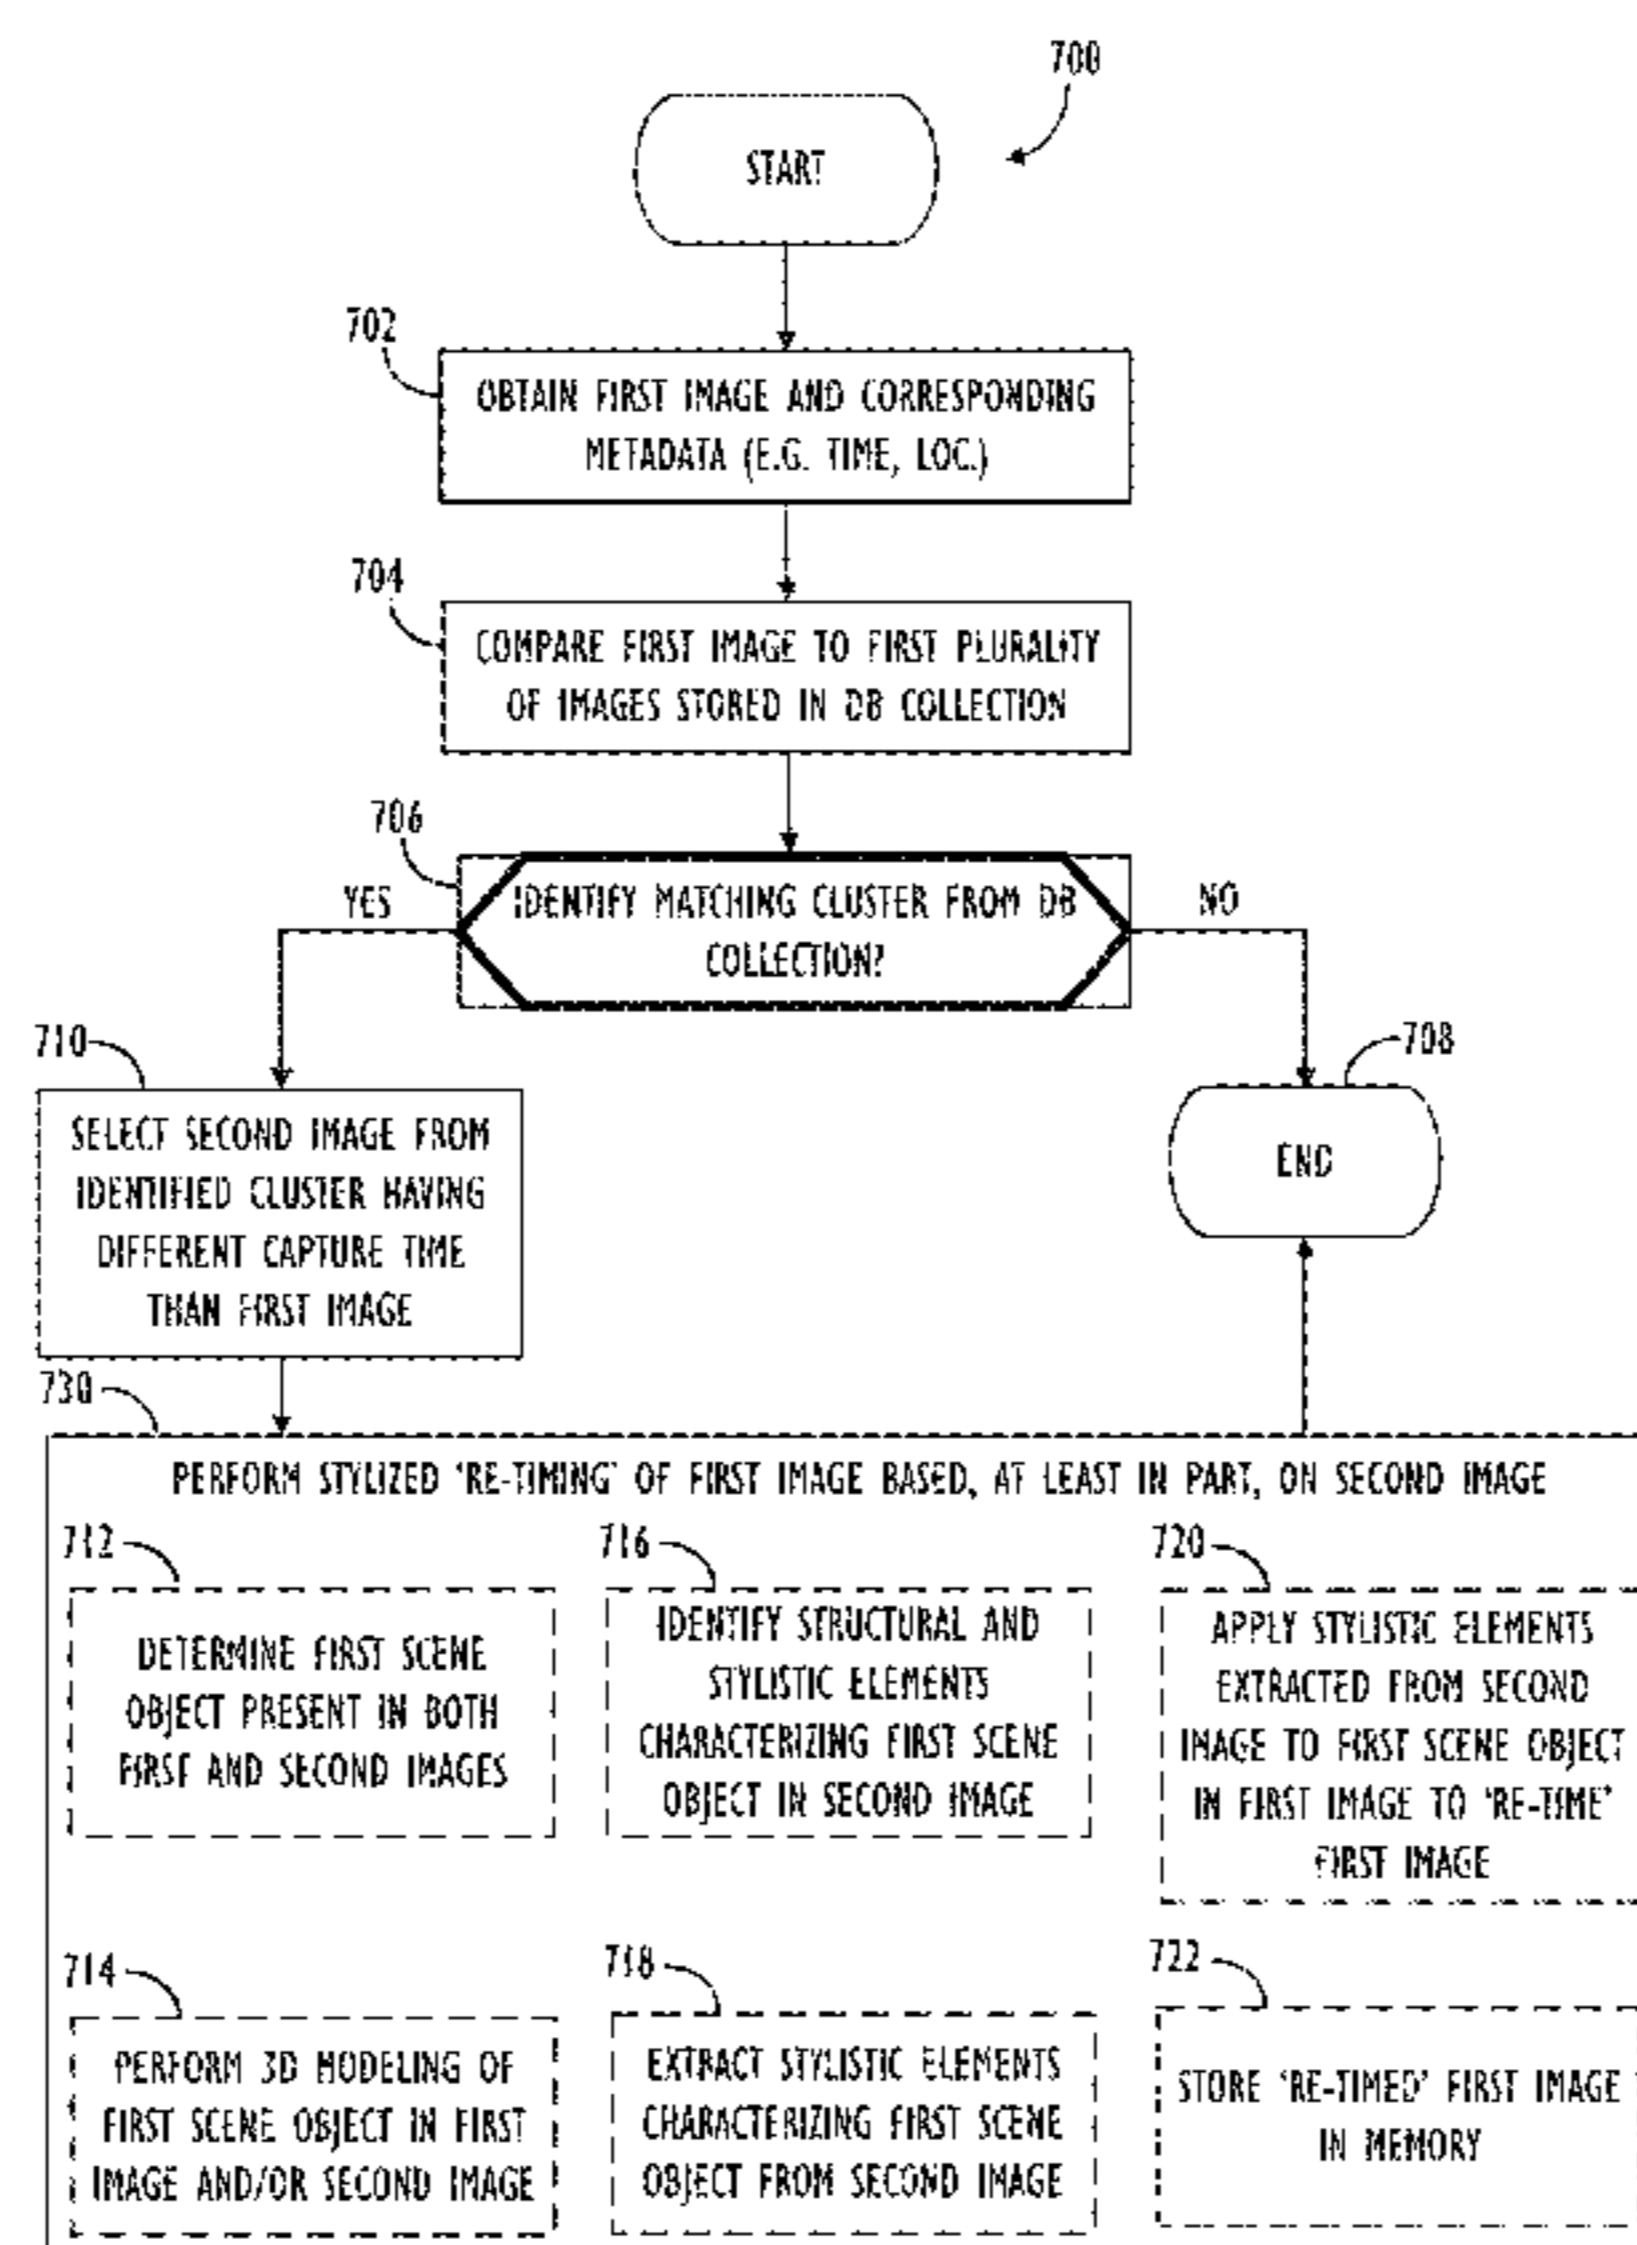 700
START
702
OBTAIN FIRST IMAGE AND CORRESPONDING
METADATA (E.G. TIME, LOC.)
704
COMPARE FIRST IMAGE TO FIRST PLURALITY
OF IMAGES STORED IN DB COLLECTION
706
YES
IDENTIFY MATCHING CLUSTER FROM DB
COLLECTION?
NO
710
SELECT SECOND IMAGE FROM
IDENTIFIED CLUSTER HAVING
DIFFERENT CAPTURE TIME
THAN FIRST IMAGE
708
END
730
PERFORM STYLIZED 'RE-TIMING' OF FIRST IMAGE BASED, AT LEAST IN PART, ON SECOND IMAGE
712
DETERMINE FIRST SCENE
OBJECT PRESENT IN BOTH
FIRST AND SECOND IMAGES
716
IDENTIFY STRUCTURAL AND
STYLISTIC ELEMENTS
CHARACTERIZING FIRST SCENE
OBJECT IN SECOND IMAGE
720
APPLY STYLISTIC ELEMENTS
EXTRACTED FROM SECOND
IMAGE TO FIRST SCENE OBJECT
IN FIRST IMAGE TO 'RE-TIME'
FIRST IMAGE
714
PERFORM 3D MODELING OF
FIRST SCENE OBJECT IN FIRST
IMAGE AND/OR SECOND IMAGE
718
EXTRACT STYLISTIC ELEMENTS
CHARACTERIZING FIRST SCENE
OBJECT FROM SECOND IMAGE
722
STORE 'RE-TIMED' FIRST IMAGE
IN MEMORY